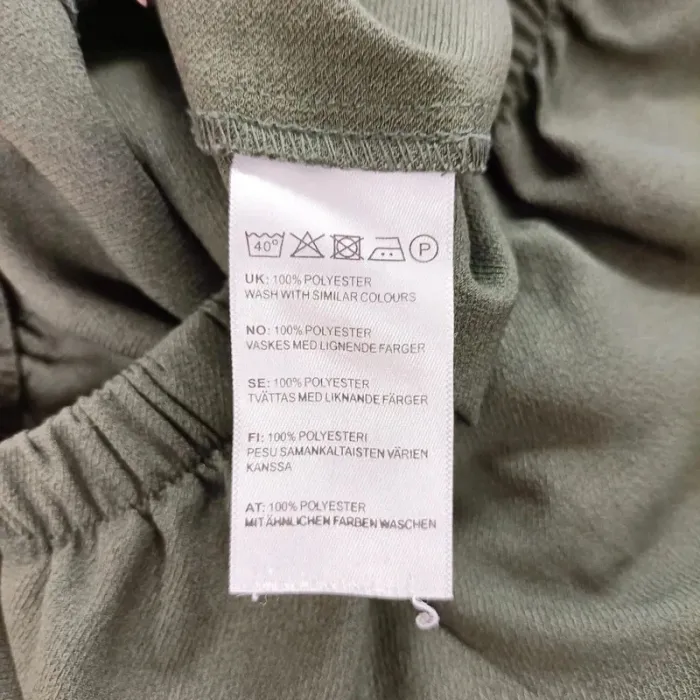 40° P
UK: 100% POLYESTER
WASH WITH SIMILAR COLOURS
NO: 100% POLYESTER
VASKES MED LIGNENDE FARGER
SE: 100% POLYESTER
TVÄTTAS MED LIKNANDE FÄRGER
FI: 100% POLYESTERI
PESU SAMANKALTAISTEN VÄRIEN
KANSSA
AT: 100% POLYESTER
MIT ÄHNLICHEN FARBEN WASCHEN